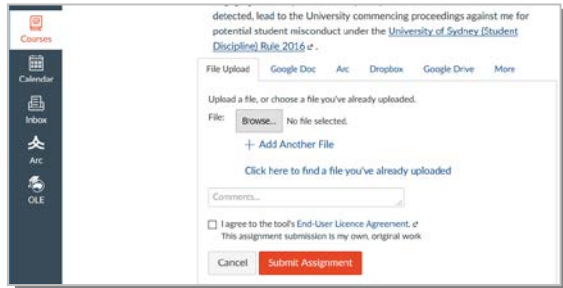 detected, lead to the University commencing proceedings against me for
potential student misconduct under the University of Sydney (Student
Discipline) Rule 2016 .
Courses
Calendar
Inbox
Arc
OLE
File Upload Google Doc Arc Dropbox Google Drive More
Upload a file, or choose a file you've already uploaded.
File: Browse... No file selected.
+ Add Another File
Click here to find a file you've already uploaded
Comments...
I agree to the tool's End-User Licence Agreement.
This assignment submission is my own, original work
Cancel Submit Assignment